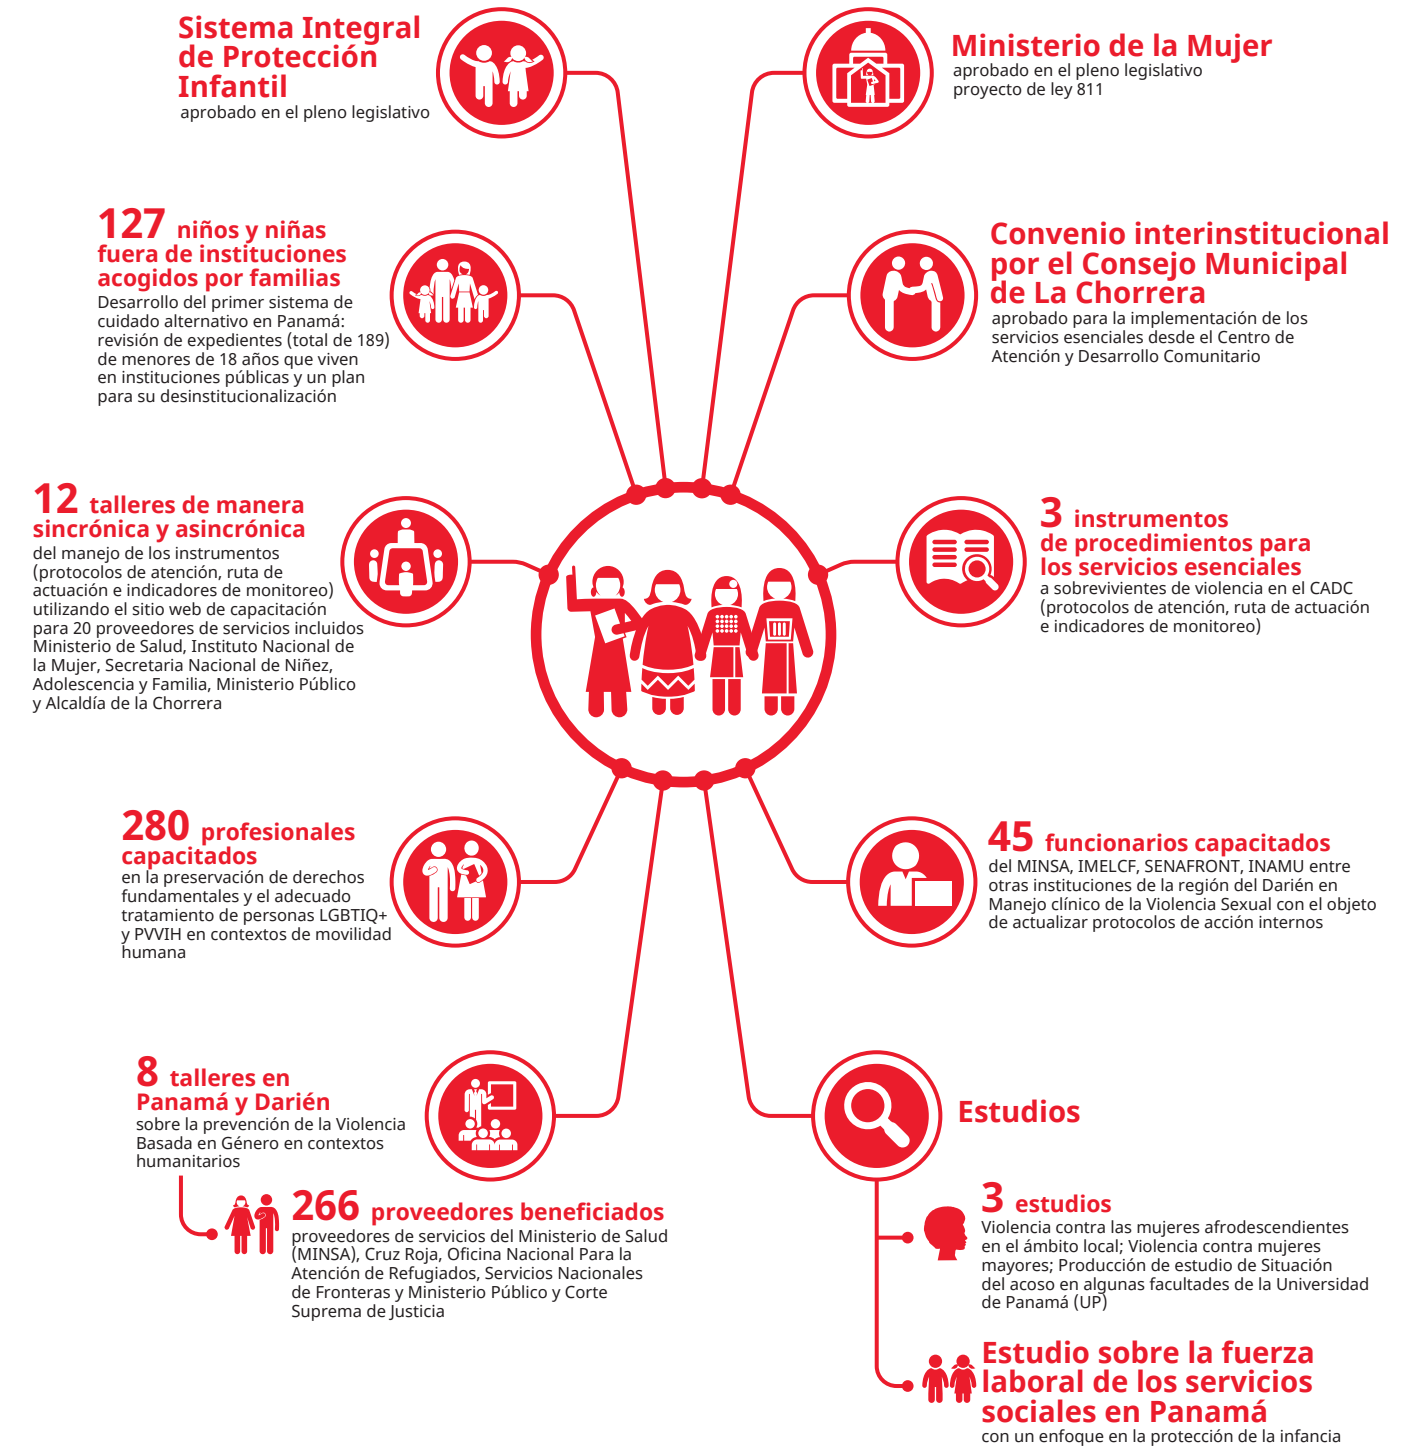 Sistema Integral
de Protección
Infantil
aprobado en el pleno legislativo
Ministerio de la Mujer
aprobado en el pleno legislativo
proyecto de ley 811
127 niños y niñas
fuera de instituciones
acogidos por familias
Desarrollo del primer sistema de
cuidado alternativo en Panamá:
revisión de expedientes (total de 189)
de menores de 18 años que viven
en instituciones públicas y un plan
para su desinstitucionalización
Convenio interinstitucional
por el Consejo Municipal
de La Chorrera
aprobado para la implementación de los
servicios esenciales desde el Centro de
Atención y Desarrollo Comunitario
12 talleres de manera
sincrónica y asincrónica
del manejo de los instrumentos
(protocolos de atención, ruta de
actuación e indicadores de monitoreo)
utilizando el sitio web de capacitación
para 20 proveedores de servicios incluidos
Ministerio de Salud, Instituto Nacional de
la Mujer, Secretaria Nacional de Niñez,
Adolescencia y Familia, Ministerio Público
y Alcaldía de la Chorrera
3 instrumentos
de procedimientos para
los servicios esenciales
a sobrevivientes de violencia en el CADC
(protocolos de atención, ruta de actuación
e indicadores de monitoreo)
280 profesionales
capacitados
en la preservación de derechos
fundamentales y el adecuado
tratamiento de personas LGBTIQ+
y PVVIH en contextos de movilidad
humana
45 funcionarios capacitados
del MINSA, IMELCF, SENAFRONT, INAMU entre
otras instituciones de la región del Darién en
Manejo clínico de la Violencia Sexual con el objeto
de actualizar protocolos de acción internos
8 talleres en
Panamá y Darién
sobre la prevención de la Violencia
Basada en Género en contextos
humanitarios
266 proveedores beneficiados
proveedores de servicios del Ministerio de Salud
(MINSA), Cruz Roja, Oficina Nacional Para la
Atención de Refugiados, Servicios Nacionales
de Fronteras y Ministerio Público y Corte
Suprema de Justicia
Estudios
3 estudios
Violencia contra las mujeres afrodescendientes
en el ámbito local; Violencia contra mujeres
mayores; Producción de estudio de Situación
del acoso en algunas facultades de la Universidad
de Panamá (UP)
Estudio sobre la fuerza
laboral de los servicios
sociales en Panamá
con un enfoque en la protección de la infancia